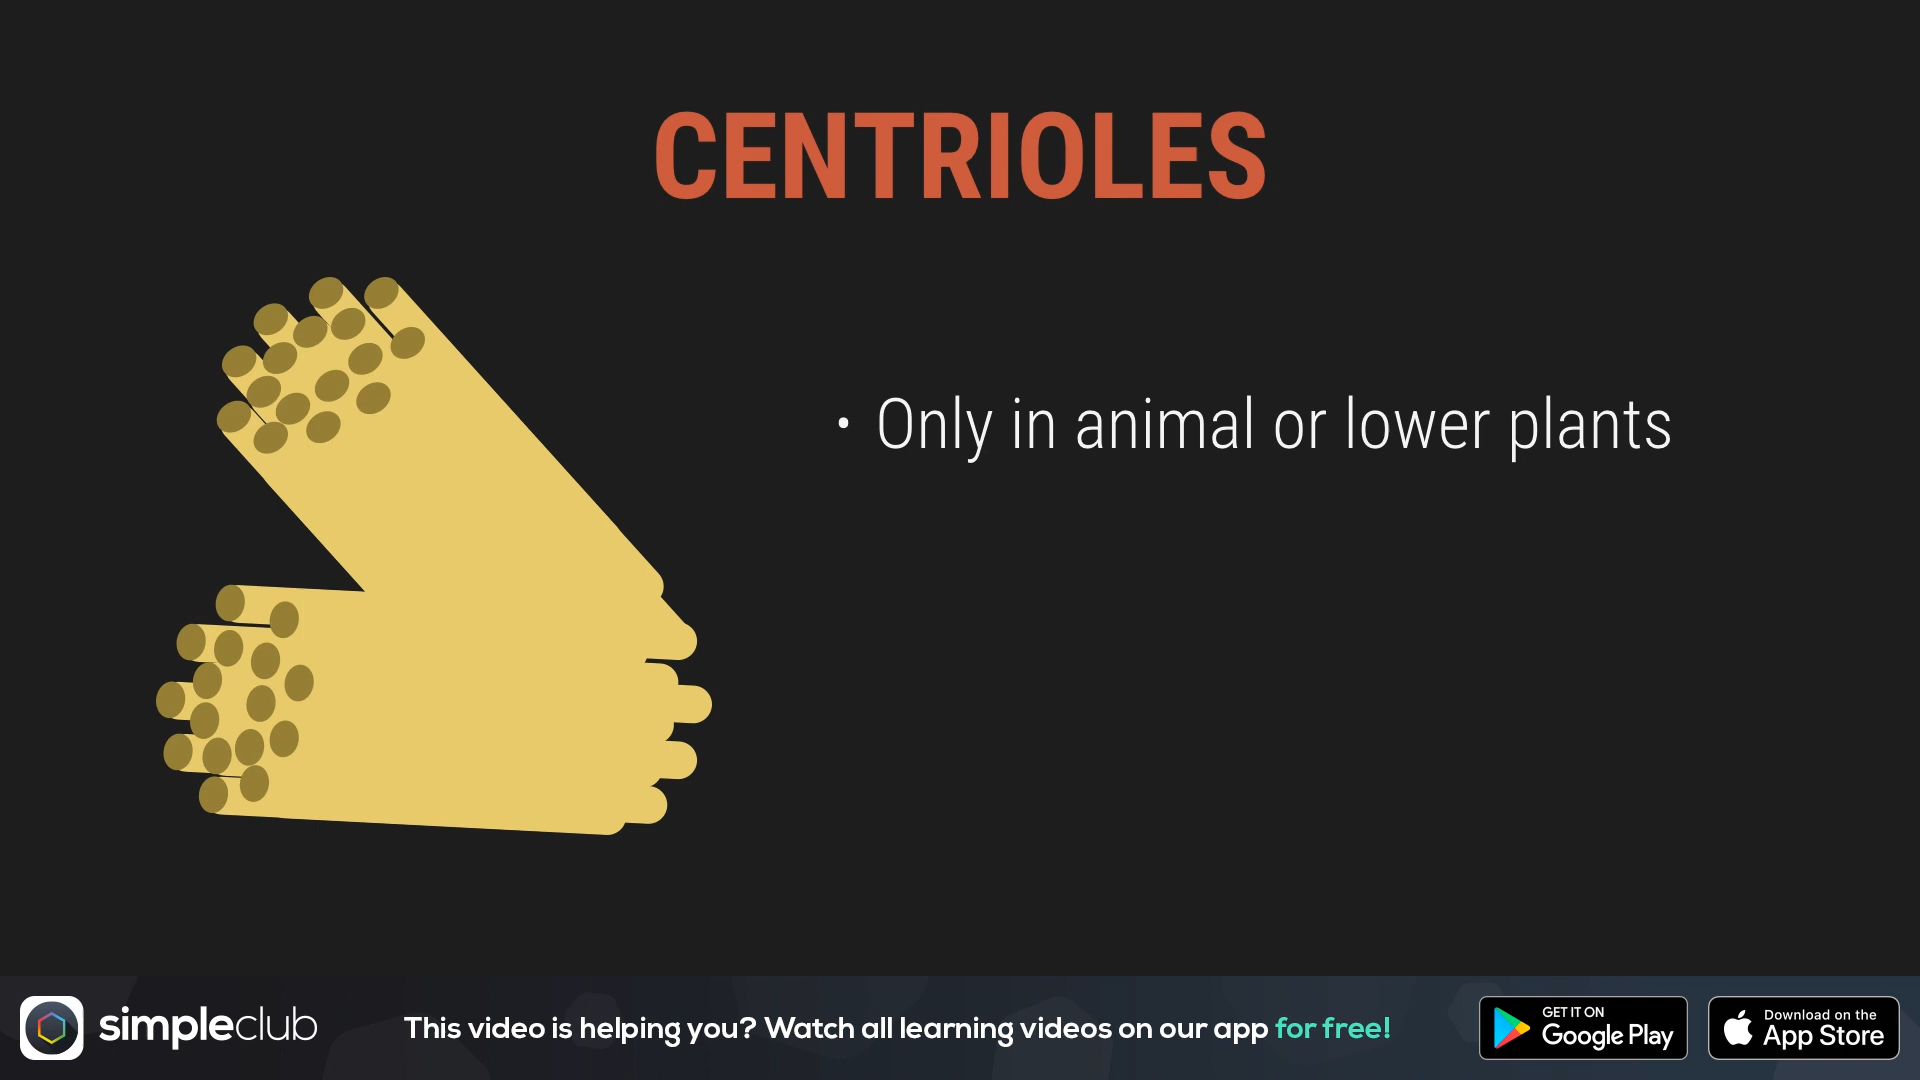 CENTRIOLES
• Only in animal or lower plants
simpleclub
This video is helping you? Watch all learning videos on our app for free!
GET IT ON
Google Play
Download on the
App Store